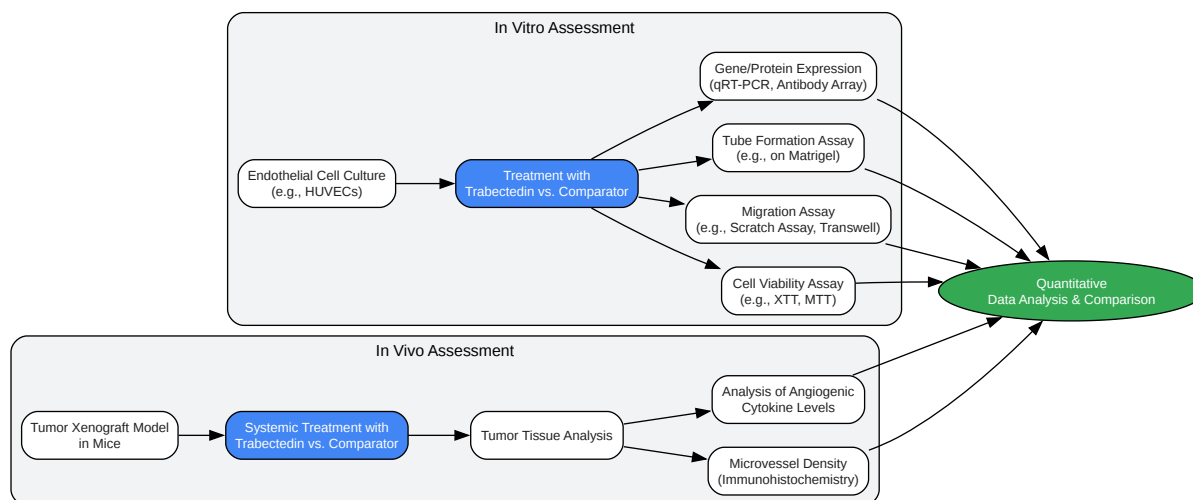 In Vitro Assessment
Gene/Protein Expression
(qRT-PCR, Antibody Array)
Tube Formation Assay
(e.g., on Matrigel)
Endothelial Cell Culture
(e.g., HUVECs)
Treatment with
Trabectedin vs. Comparator
Migration Assay
(e.g., Scratch Assay, Transwell)
Cell Viability Assay
(e.g., XTT, MTT)
Quantitative
Data Analysis & Comparison
In Vivo Assessment
Tumor Xenograft Model
in Mice
Systemic Treatment with
Trabectedin vs. Comparator
Tumor Tissue Analysis
Analysis of Angiogenic
Cytokine Levels
Microvessel Density
(Immunohistochemistry)